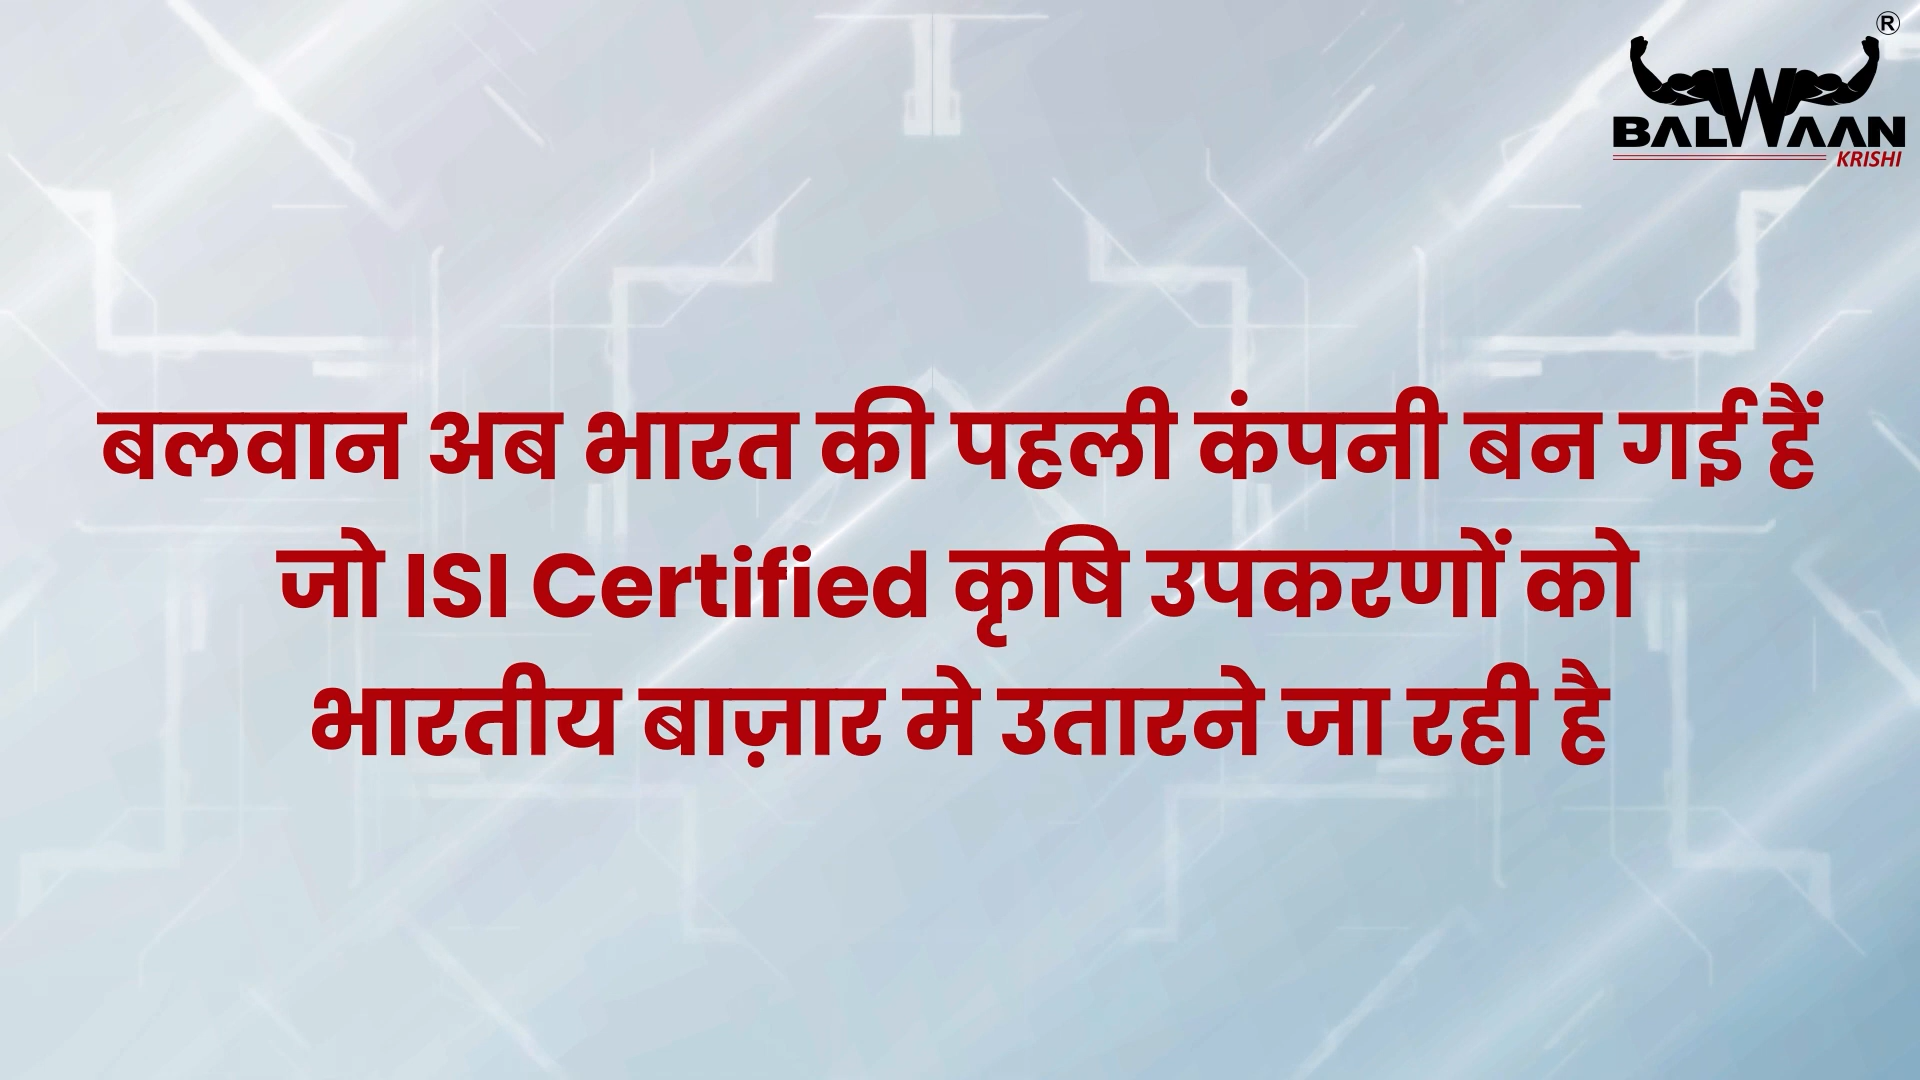 ®
BALWAAN
KRISHI
बलवान अब भारत की पहली कंपनी बन गई हैं
जो ISI Certified कृषि उपकरणों को
भारतीय बाज़ार मे उतारने जा रही है